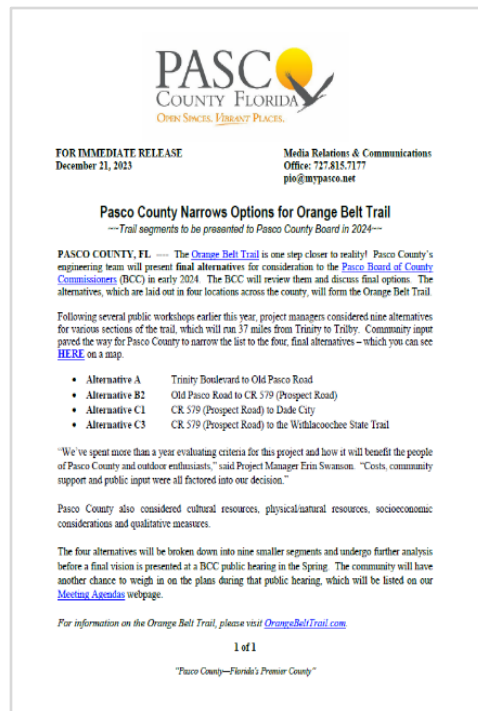 PASCO
COUNTY FLORIDA
OPEN SPACES. VIBRANT PLACES.
FOR IMMEDIATE RELEASE
December 21, 2023
Media Relations & Communications
Office: 727.815.7177
pio@mypasco.net
Pasco County Narrows Options for Orange Belt Trail
~~Trail segments to be presented to Pasco County Board in 2024~~
PASCO COUNTY, FL ---- The Orange Belt Trail is one step closer to reality! Pasco County's
engineering team will present final alternatives for consideration to the Pasco Board of County
Commissioners (BCC) in early 2024. The BCC will review them and discuss final options. The
alternatives, which are laid out in four locations across the county, will form the Orange Belt Trail.
Following several public workshops earlier this year, project managers considered nine alternatives
for various sections of the trail, which will run 37 miles from Trinity to Trilby. Community input
paved the way for Pasco County to narrow the list to the four, final alternatives – which you can see
HERE on a map.
• Alternative A Trinity Boulevard to Old Pasco Road
• Alternative B2 Old Pasco Road to CR 579 (Prospect Road)
• Alternative C1 CR 579 (Prospect Road) to Dade City
• Alternative C3 CR 579 (Prospect Road) to the Withlacoochee State Trail
"We've spent more than a year evaluating criteria for this project and how it will benefit the people
of Pasco County and outdoor enthusiasts," said Project Manager Erin Swanson. "Costs, community
support and public input were all factored into our decision."
Pasco County also considered cultural resources, physical/natural resources, socioeconomic
considerations and qualitative measures.
The four alternatives will be broken down into nine smaller segments and undergo further analysis
before a final vision is presented at a BCC public hearing in the Spring. The community will have
another chance to weigh in on the plans during that public hearing, which will be listed on our
Meeting Agendas webpage.
For information on the Orange Belt Trail, please visit OrangeBeltTrail.com
1 of 1
"Pasco County—Florida's Premier County"